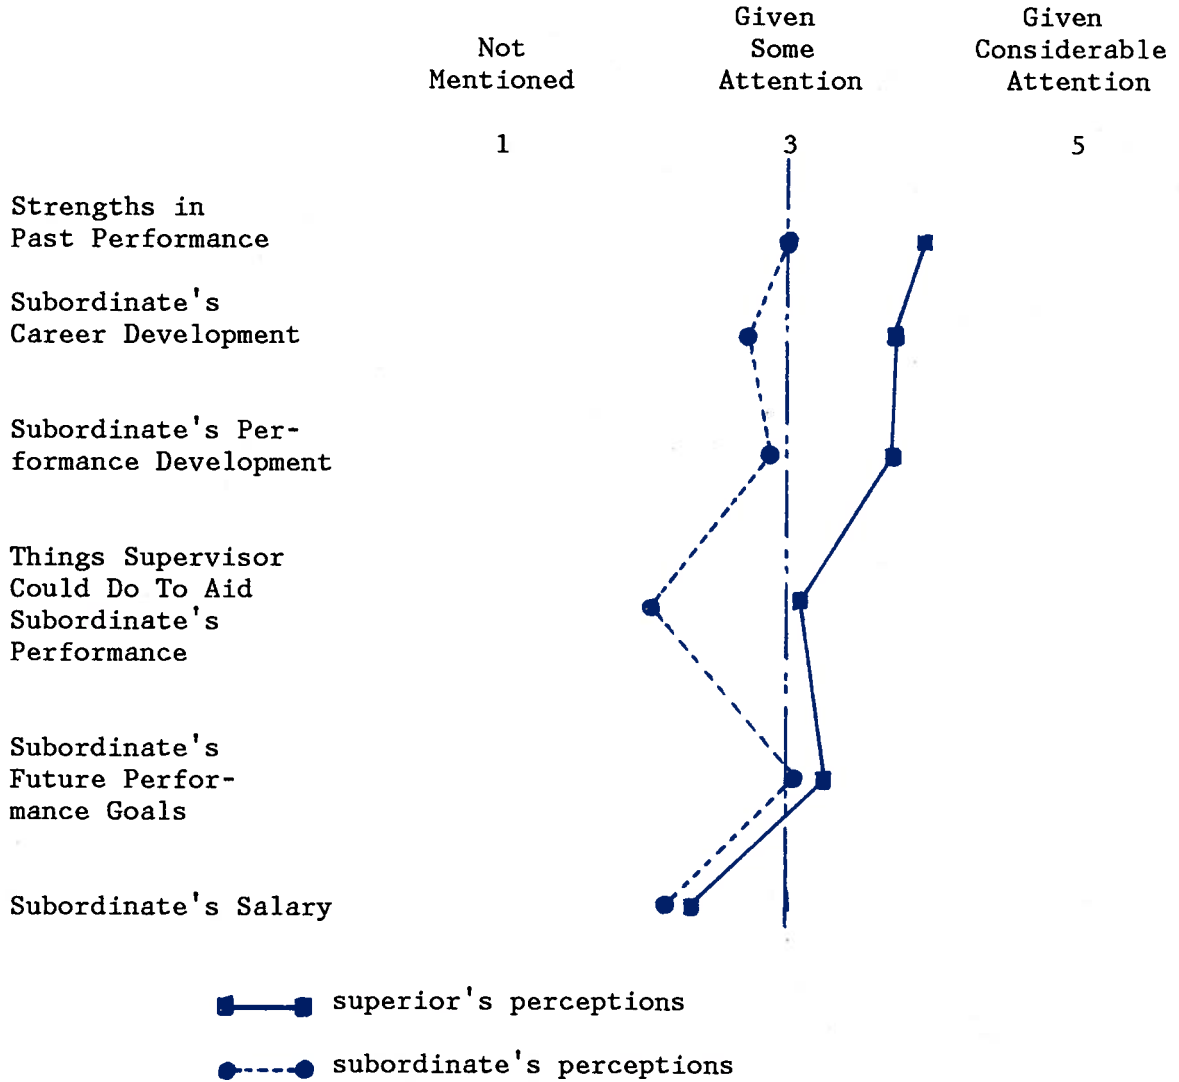 Not
Mentioned
Given
Some
Attention
Given
Considerable
Attention
1
3
5
Strengths in
Past Performance
Subordinate's
Career Development
Subordinate's Per-
formance Development
Things Supervisor
Could Do To Aid
Subordinate's
Performance
Subordinate's
Future Perfor-
mance Goals
Subordinate's Salary
superior's perceptions
subordinate's perceptions